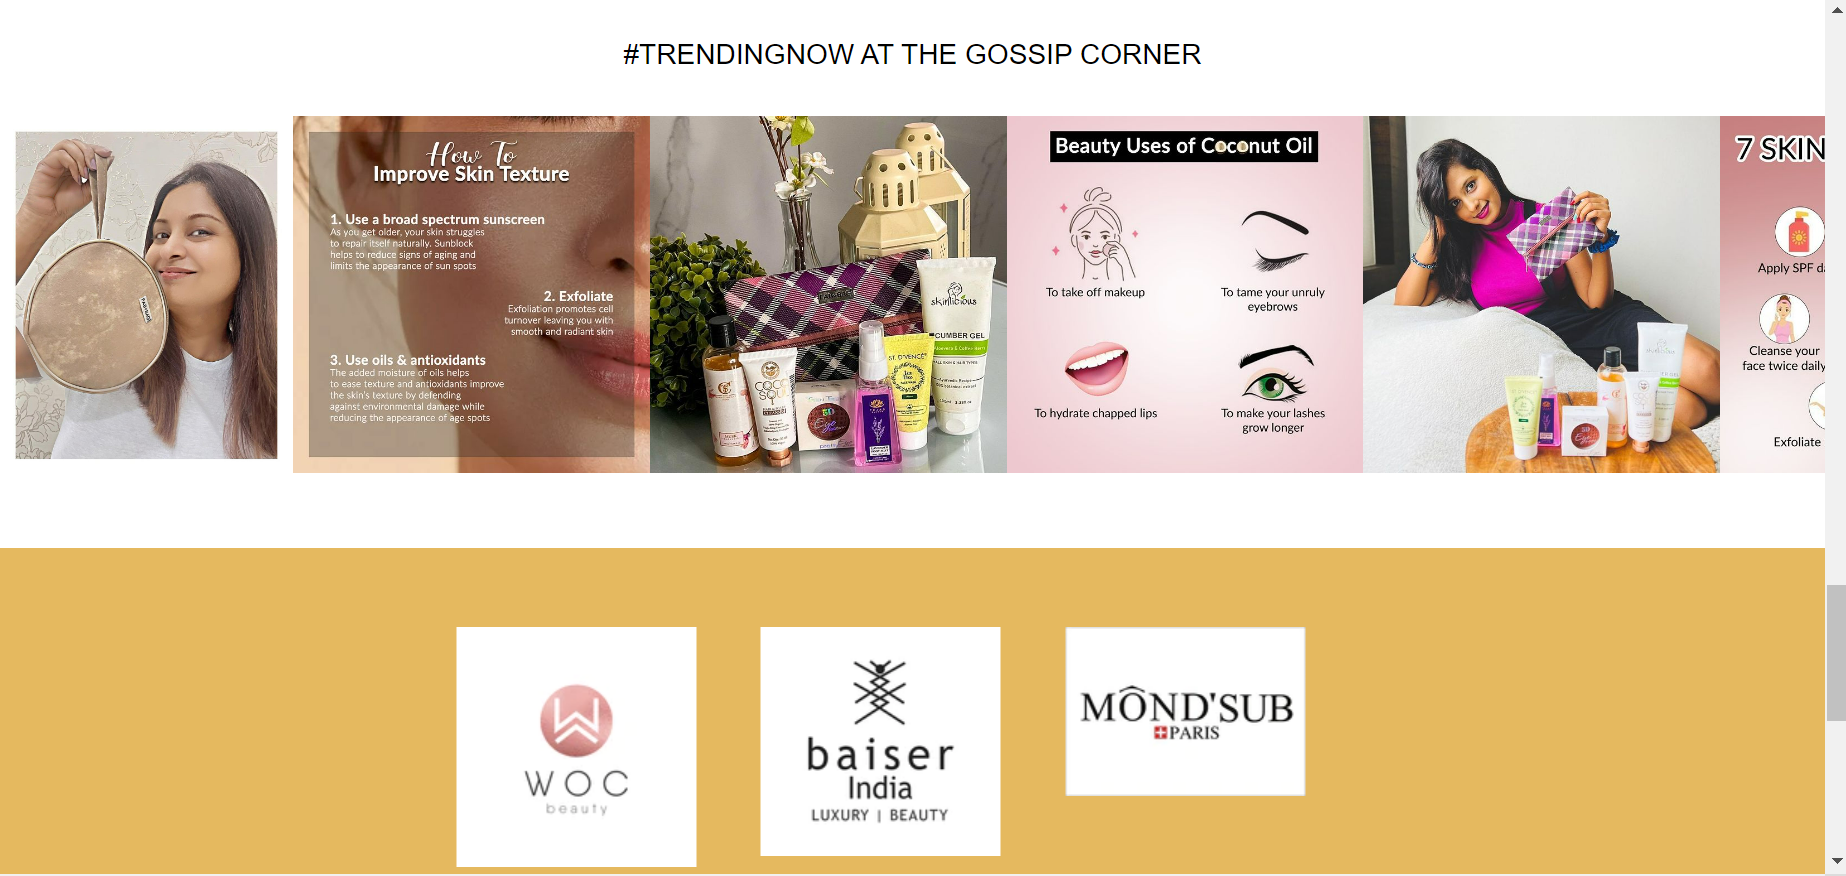 #TRENDINGNOW AT THE GOSSIP CORNER
How To
Improve Skin Texture
1. Use a broad spectrum sunscreen
As you get older, your skin struggles
to repair itself naturally. Sunblock
helps to reduce signs of aging and
limits the appearance of sun spots
2. Exfoliate
Exfoliation promotes cell
turnover leaving you with
smooth and radiant skin
3. Use oils & antioxidants
The added moisture of oils helps
to ease texture and antioxidants improve
the skin's texture by defending
against environmental damage while
reducing the appearance of age spots
skinlicious
CUMBER GEL
ST. D'VENCÉ
COCO
SOUL
Beauty Uses of Coconut Oil
To take off makeup
To tame your unruly
eyebrows
To hydrate chapped lips
To make your lashes
grow longer
7 SKIN
Apply SPF da
Cleanse your
face twice daily
Exfoliate
W
WOC
beauty
baiser
India
LUXURY | BEAUTY
MÔND'SUB
PARIS